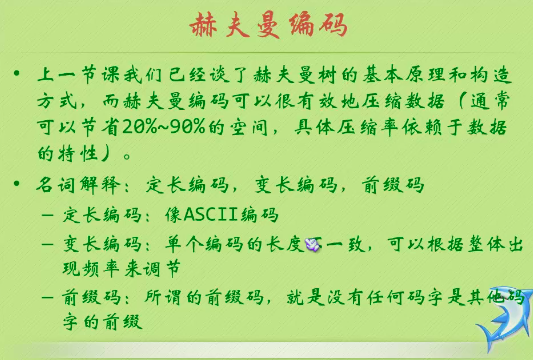 赫夫曼编码
• 上一节课我们已经谈了赫夫曼树的基本原理和构造
方式，而赫夫曼编码可以很有效地压缩数据（通常
可以节省20%~90%的空间，具体压缩率依赖于数据
的特性）。
• 名词解释：定长编码，变长编码，前缀码
– 定长编码：像ASCII编码
– 变长编码：单个编码的长度不一致，可以根据整体出
现频率来调节
– 前缀码：所谓的前缀码，就是没有任何码字是其他码
字的前缀